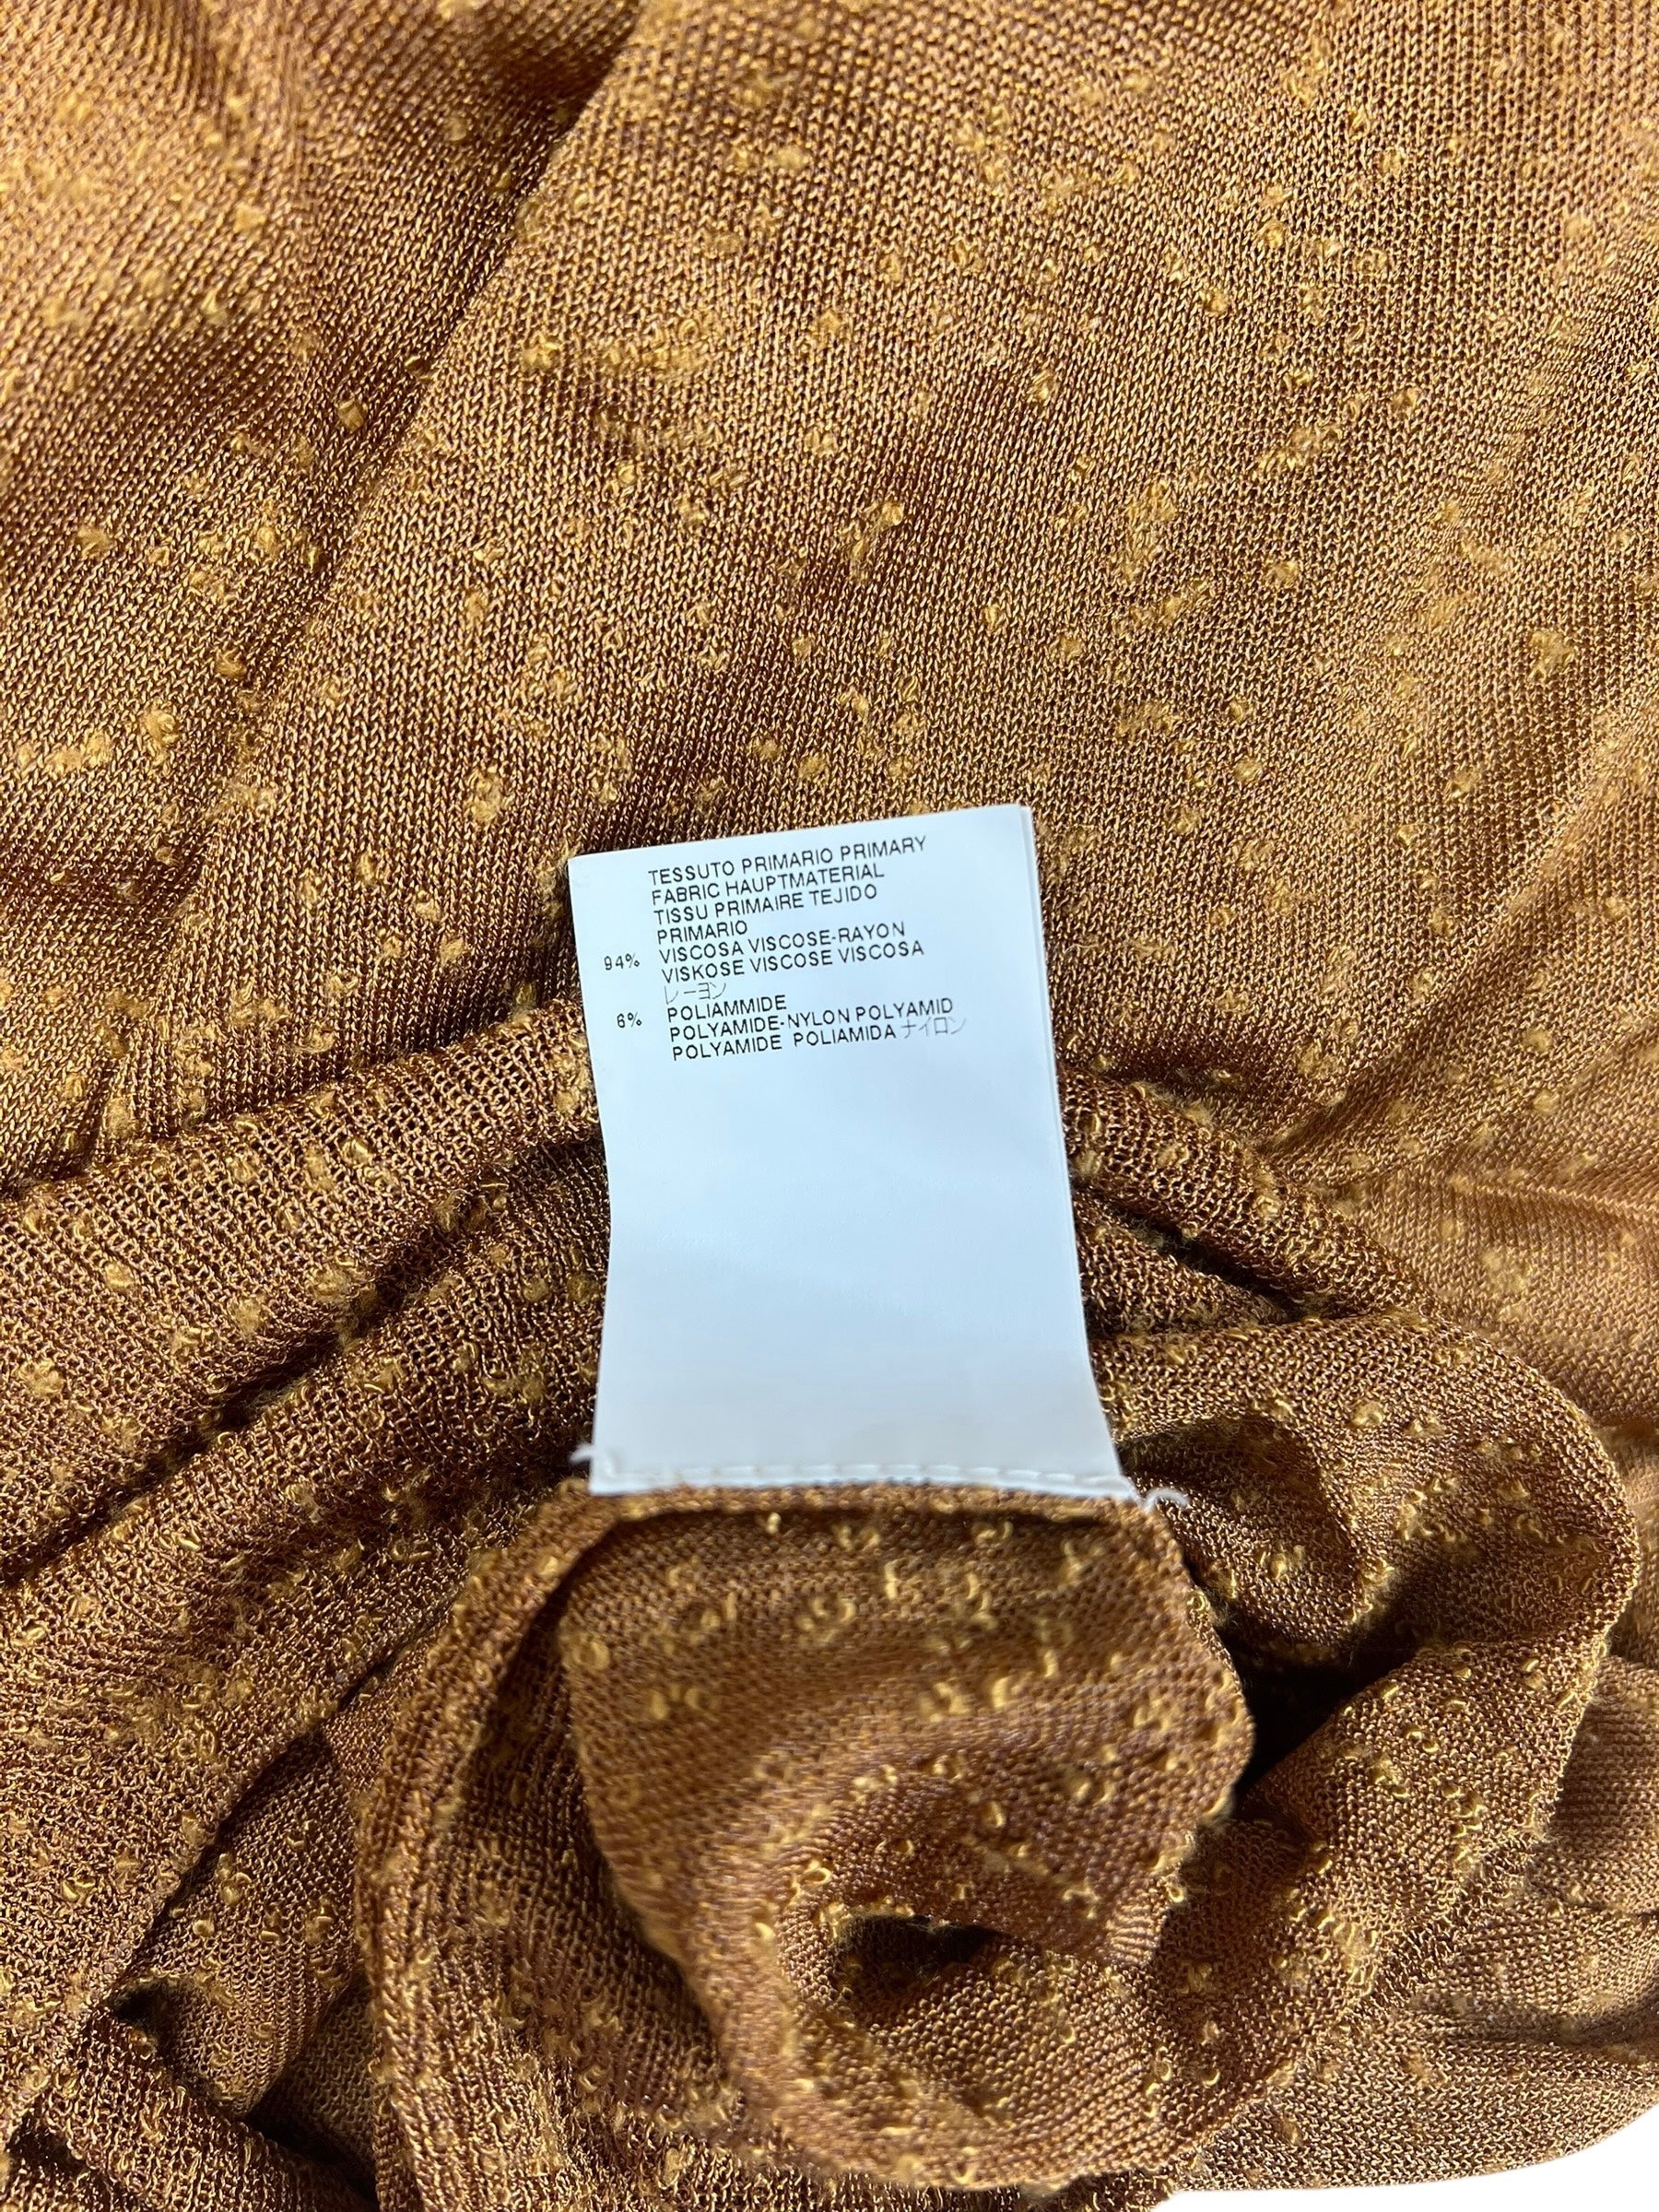 TESSUTO PRIMARIO PRIMARY
FABRIC HAUPTMATERIAL
TISSU PRIMAIRE TEJIDO
PRIMARIO
94% VISCOSA VISCOSE-RAYON
VISKOSE VISCOSE VISCOSA
レーヨン
6% POLIAMMIDE
POLYAMIDE-NYLON POLYAMID
POLYAMIDE POLIAMIDA ナイロン